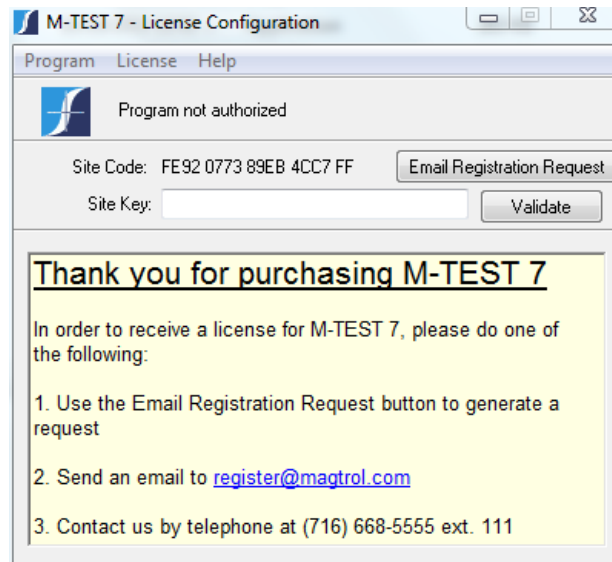 M-TEST 7 - License Configuration
Program License Help
Program not authorized
Site Code: FE92 0773 89EB 4CC7 FF Email Registration Request
Site Key: Validate
Thank you for purchasing M-TEST 7
In order to receive a license for M-TEST 7, please do one of
the following:
1. Use the Email Registration Request button to generate a
request
2. Send an email to register@magtrol.com
3. Contact us by telephone at (716) 668-5555 ext. 111